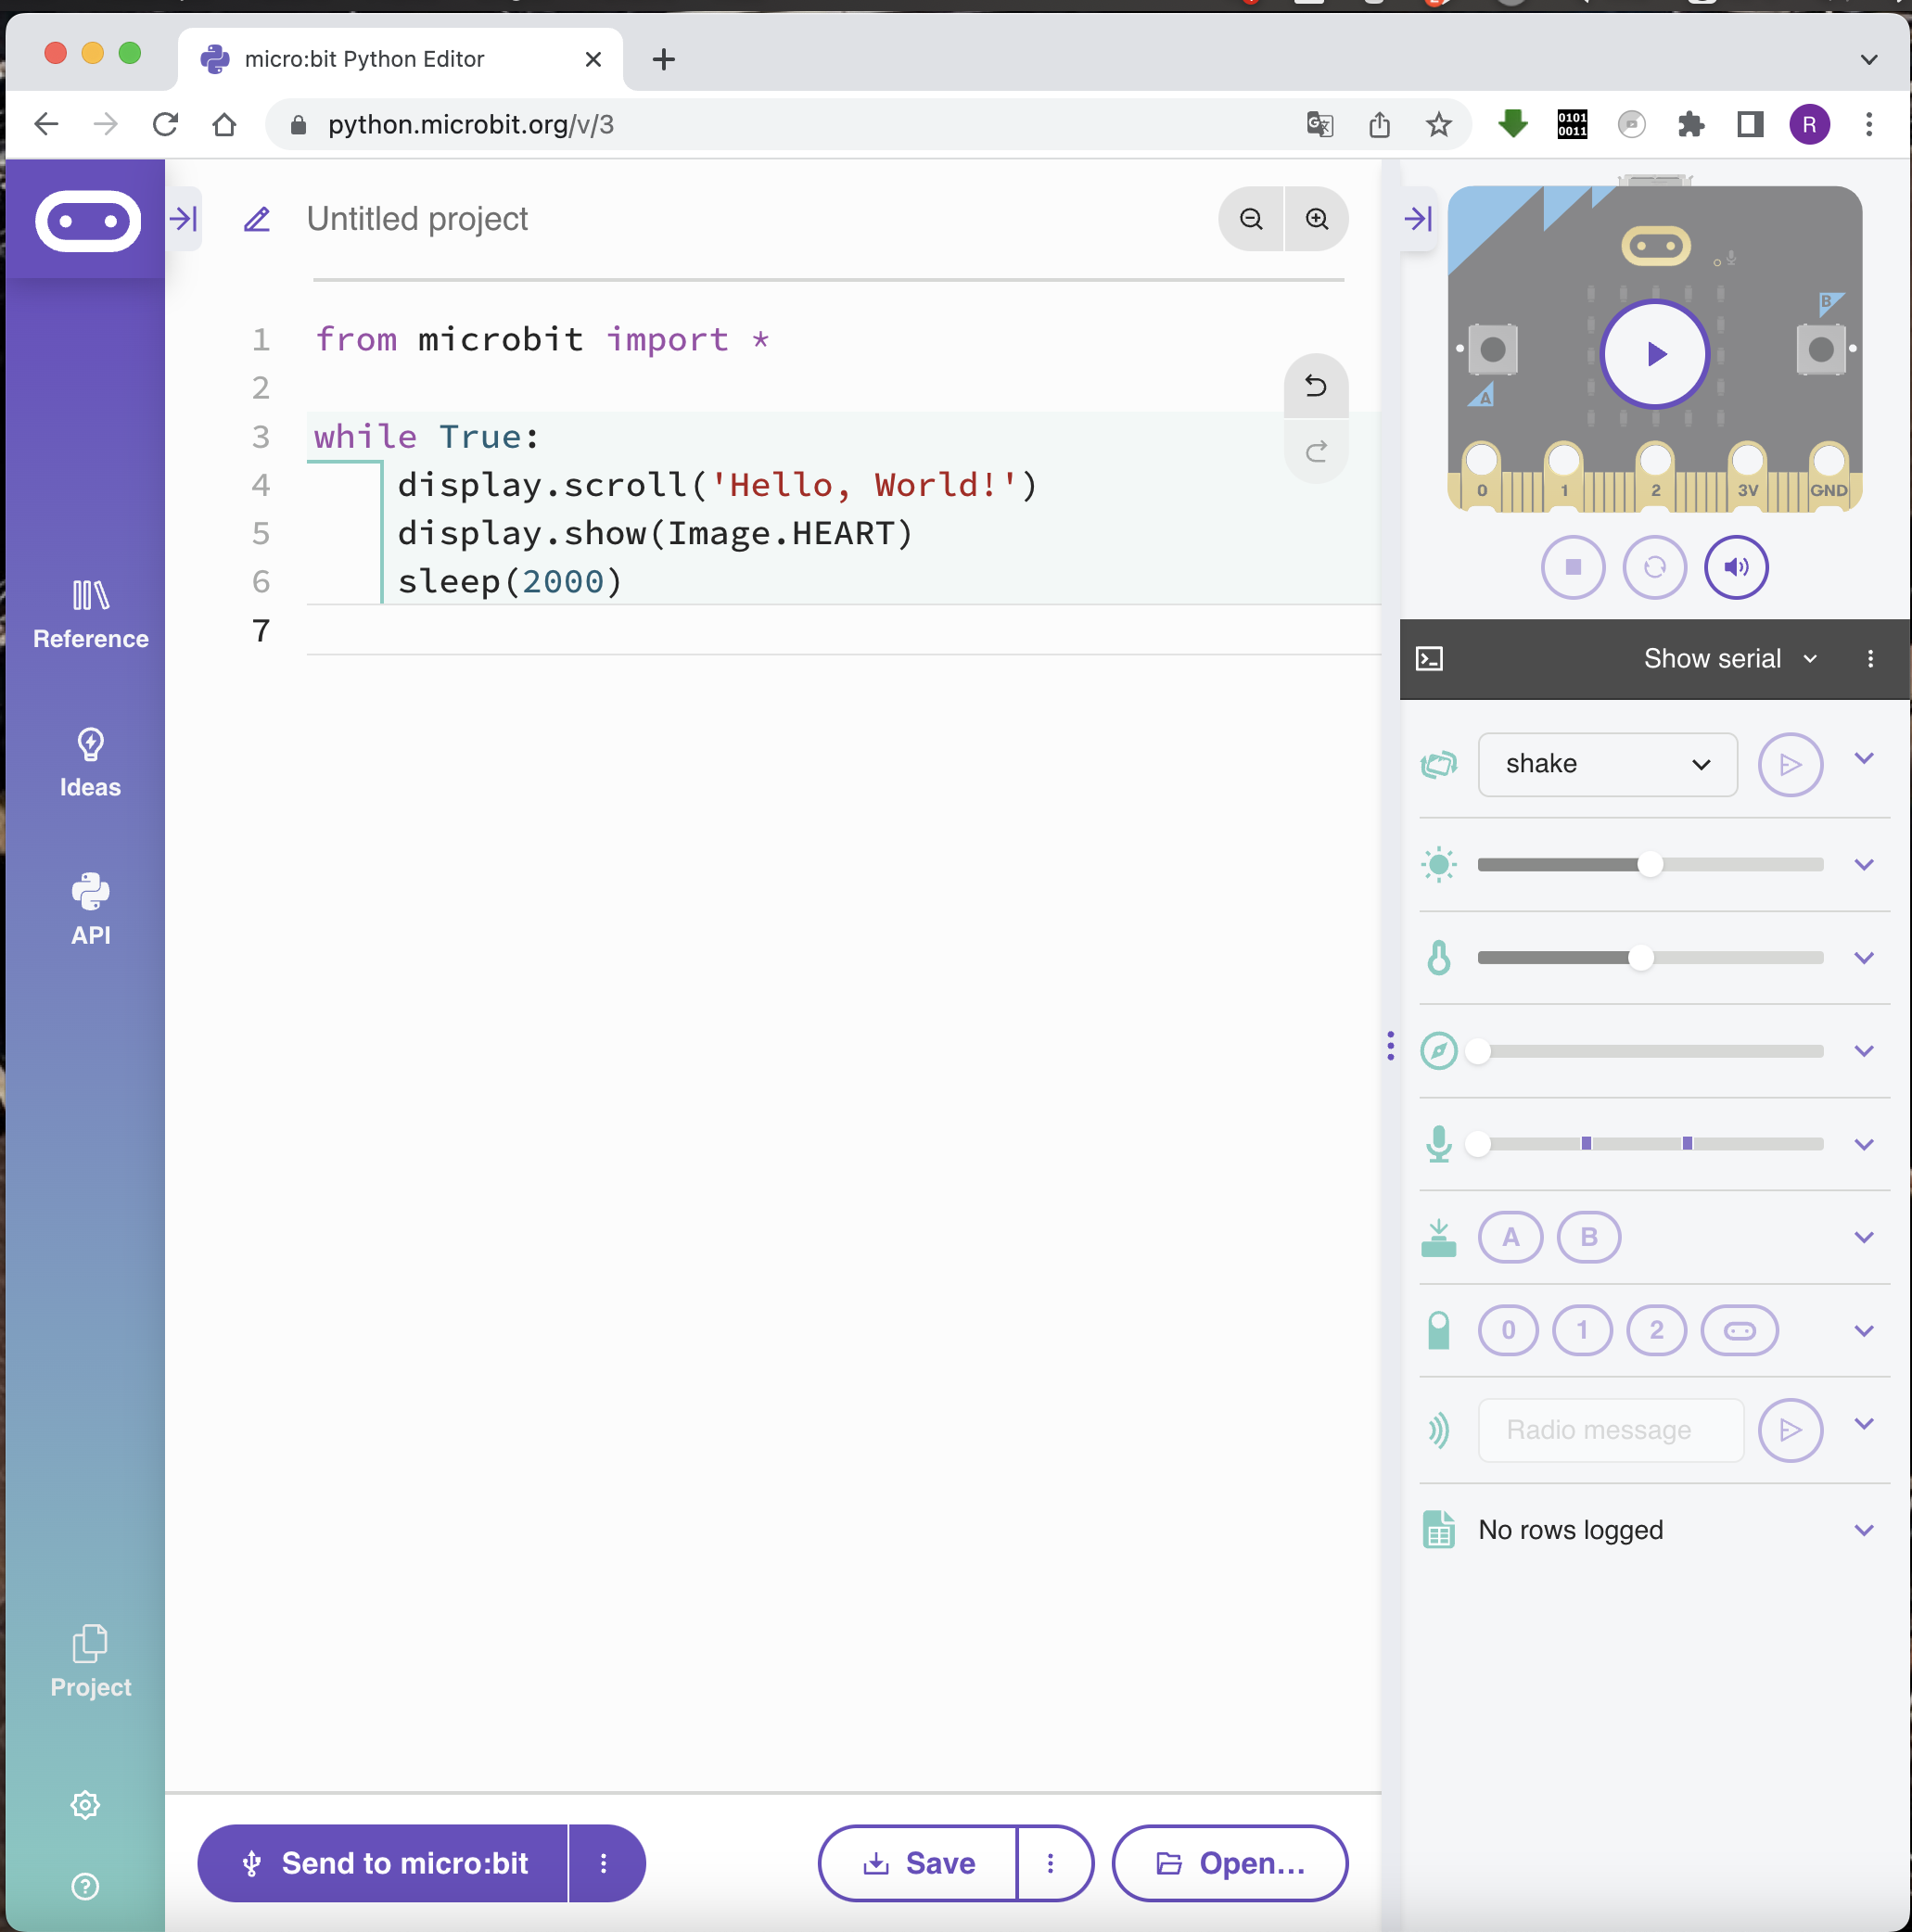 micro:bit Python Editor
python.microbit.org/v/3
0101
0011
R
Untitled project
1 from microbit import *
2
3 while True:
4 display.scroll('Hello, World!')
5 display.show(Image.HEART)
6 sleep(2000)
7
Reference
Ideas
API
Project
Send to micro:bit
Save
Open...
B
A
0 1 2 3V GND
Show serial
shake
A B
0 1 2
Radio message
No rows logged